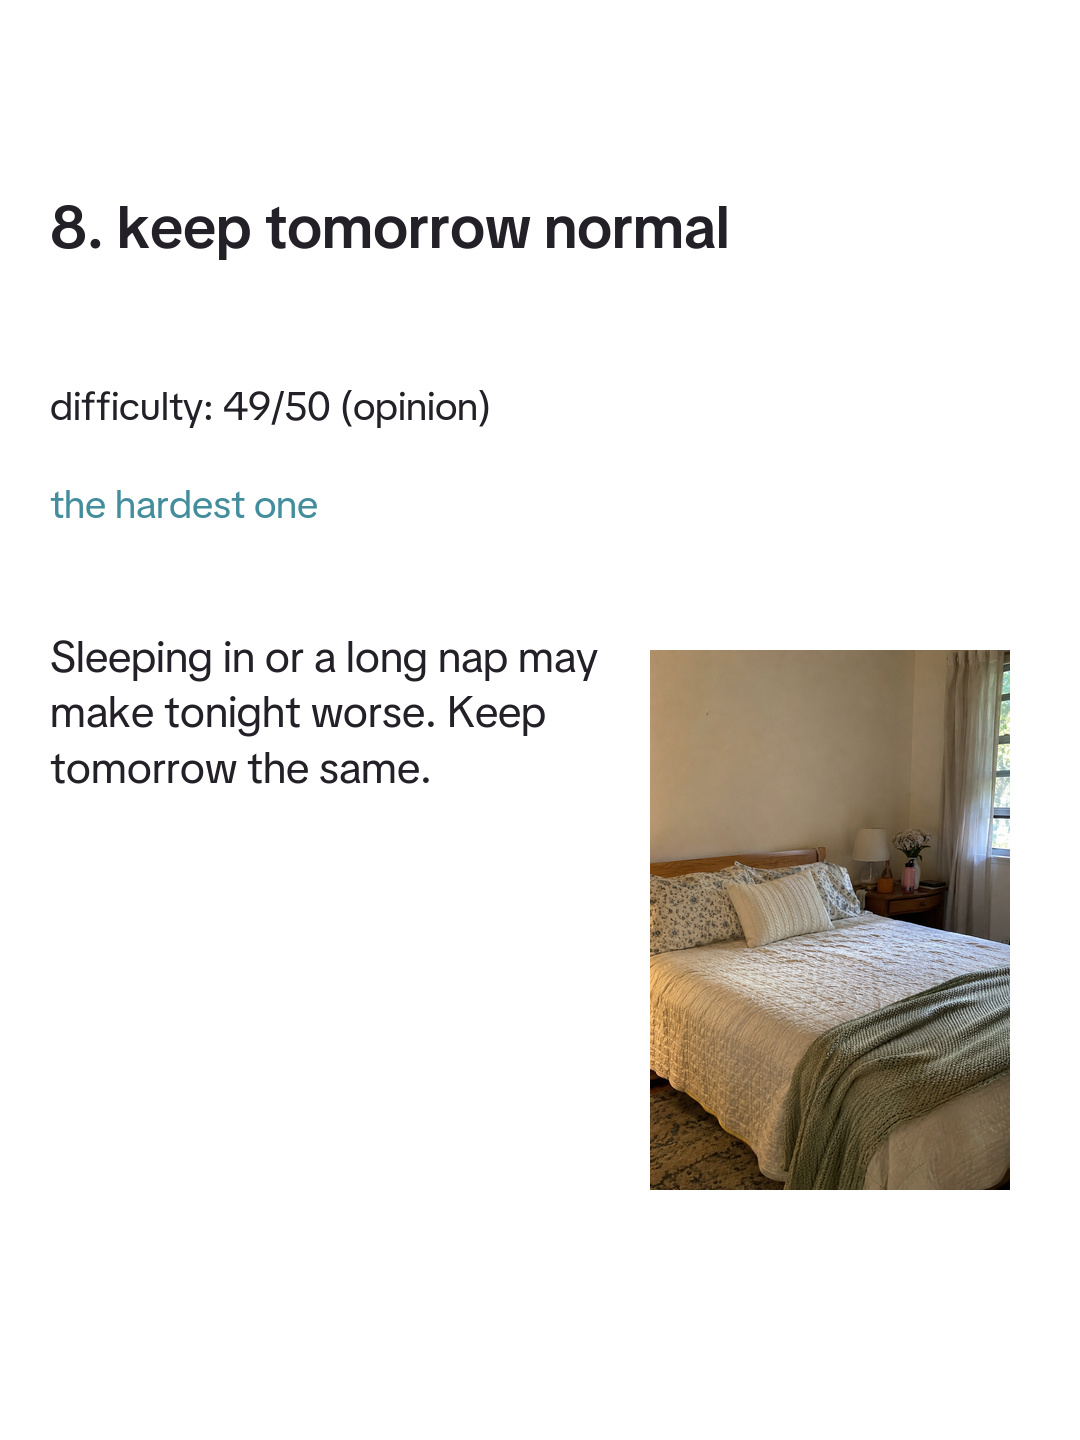 8. keep tomorrow normal
difficulty: 49/50 (opinion)
the hardest one
Sleeping in or a long nap may
make tonight worse. Keep
tomorrow the same.